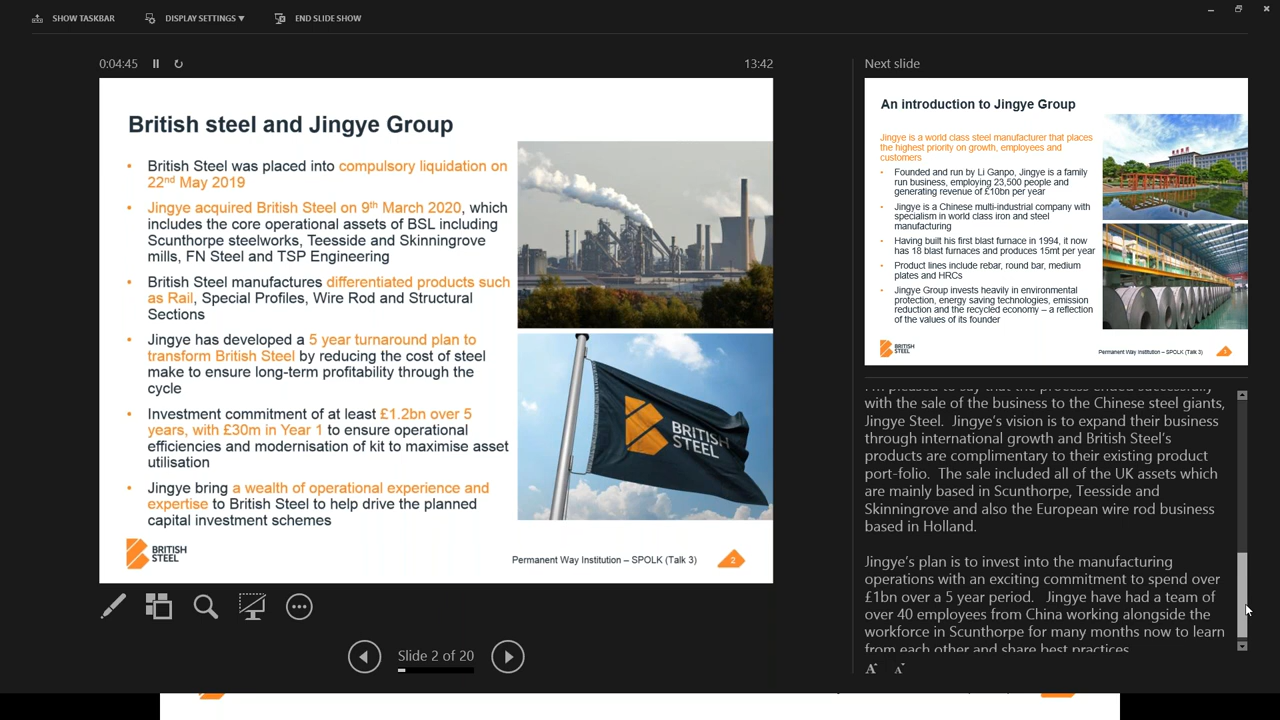 SHOW TASKBAR
DISPLAY SETTINGS ▼
END SLIDE SHOW
0:04:45
13:42
British steel and Jingye Group
• British Steel was placed into compulsory liquidation on
22nd May 2019
• Jingye acquired British Steel on 9th March 2020, which
includes the core operational assets of BSL including
Scunthorpe steelworks, Teesside and Skinningrove
mills, FN Steel and TSP Engineering
• British Steel manufactures differentiated products such
as Rail, Special Profiles, Wire Rod and Structural
Sections
• Jingye has developed a 5 year turnaround plan to
transform British Steel by reducing the cost of steel
make to ensure long-term profitability through the
cycle
• Investment commitment of at least £1.2bn over 5
years, with £30m in Year 1 to ensure operational
efficiencies and modernisation of kit to maximise asset
utilisation
• Jingye bring a wealth of operational experience and
expertise to British Steel to help drive the planned
capital investment schemes
BRITISH
STEEL
BRITISH
STEEL
Permanent Way Institution – SPOLK (Talk 3)
2
Slide 2 of 20
Next slide
An introduction to Jingye Group
Jingye is a world class steel manufacturer that places
the highest priority on growth, employees and
customers
• Founded and run by Li Ganpo, Jingye is a family
run business, employing 23,500 people and
generating revenue of £10bn per year
• Jingye is a Chinese multi-industrial company with
specialism in world class iron and steel
manufacturing
• Having built his first blast furnace in 1994, it now
has 18 blast furnaces and produces 15mt per year
• Product lines include rebar, round bar, medium
plates and HRCs
• Jingye Group invests heavily in environmental
protection, energy saving technologies, emission
reduction and the recycled economy – a reflection
of the values of its founder
BRITISH
STEEL
Permanent Way Institution – SPOLK (Talk 3)
I'm pleased to say that the process ended successfully
with the sale of the business to the Chinese steel giants,
Jingye Steel. Jingye's vision is to expand their business
through international growth and British Steel's
products are complimentary to their existing product
port-folio. The sale included all of the UK assets which
are mainly based in Scunthorpe, Teesside and
Skinningrove and also the European wire rod business
based in Holland.
Jingye's plan is to invest into the manufacturing
operations with an exciting commitment to spend over
£1bn over a 5 year period. Jingye have had a team of
over 40 employees from China working alongside the
workforce in Scunthorpe for many months now to learn
from each other and share best practices
A A